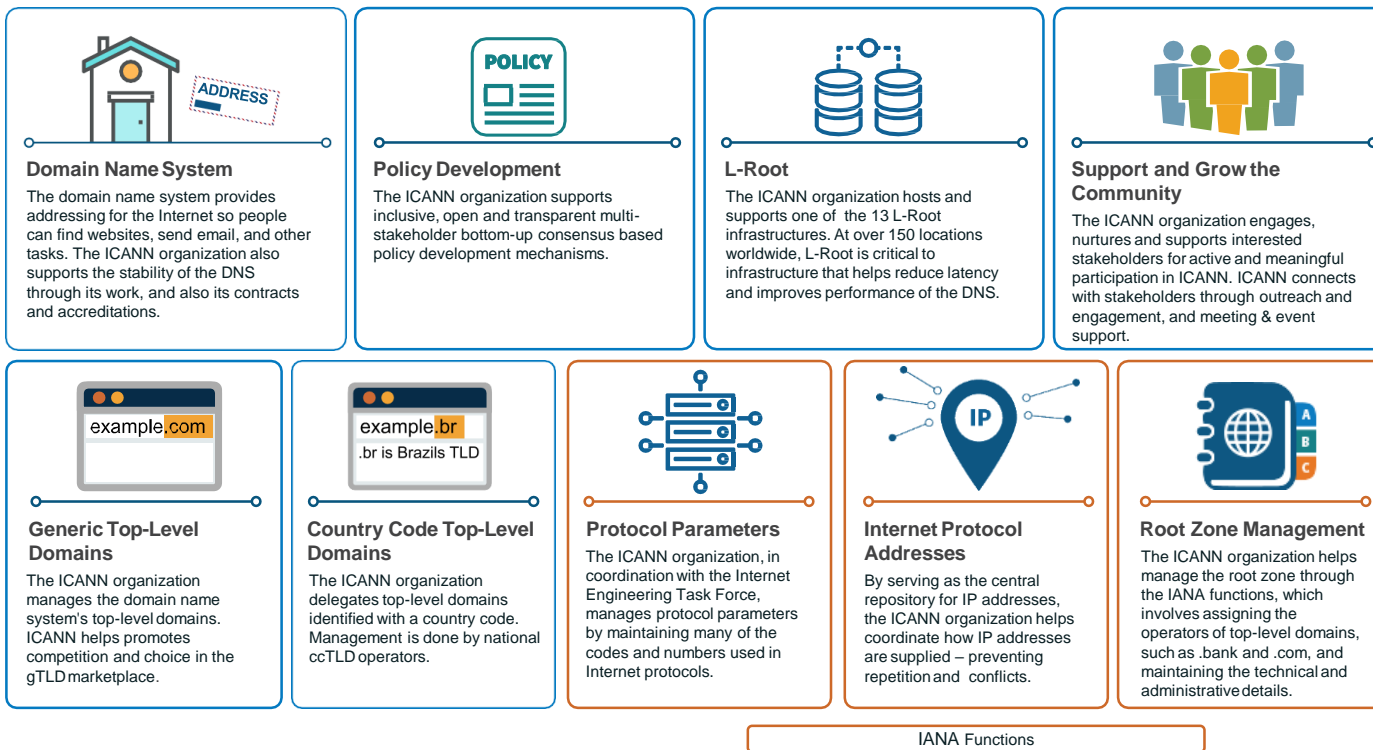 ADDRESS
Domain Name System
The domain name system provides
addressing for the Internet so people
can find websites, send email, and other
tasks. The ICANN organization also
supports the stability of the DNS
through its work, and also its contracts
and accreditations.
POLICY
Policy Development
The ICANN organization supports
inclusive, open and transparent multi-
stakeholder bottom-up consensus based
policy development mechanisms.
L-Root
The ICANN organization hosts and
supports one of the 13 L-Root
infrastructures. At over 150 locations
worldwide, L-Root is critical to
infrastructure that helps reduce latency
and improves performance of the DNS.
Support and Grow the
Community
The ICANN organization engages,
nurtures and supports interested
stakeholders for active and meaningful
participation in ICANN. ICANN connects
with stakeholders through outreach and
engagement, and meeting & event
support.
example.com
Generic Top-Level
Domains
The ICANN organization
manages the domain name
system's top-level domains.
ICANN helps promotes
competition and choice in the
gTLD marketplace.
example.br
.br is Brazils TLD
Country Code Top-Level
Domains
The ICANN organization
delegates top-level domains
identified with a country code.
Management is done by national
ccTLD operators.
Protocol Parameters
The ICANN organization, in
coordination with the Internet
Engineering Task Force,
manages protocol parameters
by maintaining many of the
codes and numbers used in
Internet protocols.
IP
Internet Protocol
Addresses
By serving as the central
repository for IP addresses,
the ICANN organization helps
coordinate how IP addresses
are supplied – preventing
repetition and conflicts.
A
B
C
Root Zone Management
The ICANN organization helps
manage the root zone through
the IANA functions, which
involves assigning the
operators of top-level domains,
such as .bank and .com, and
maintaining the technical and
administrative details.
IANA Functions